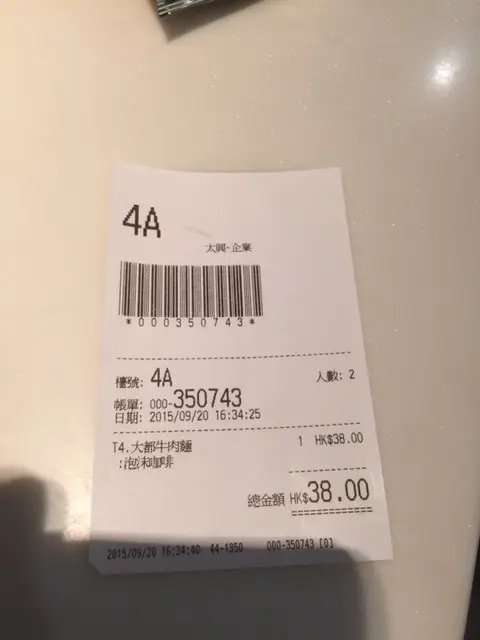 4A
太興-企業
*000350743*
檯號: 4A
人數: 2
帳單: 000-350743
日期: 2015/09/20 16:34:25
T4.大都牛肉麵 1 HK$38.00
:泡沫咖啡
總金額 HK$38.00
2015/09/20 16:34:40 44-1350 000-350743 [0]